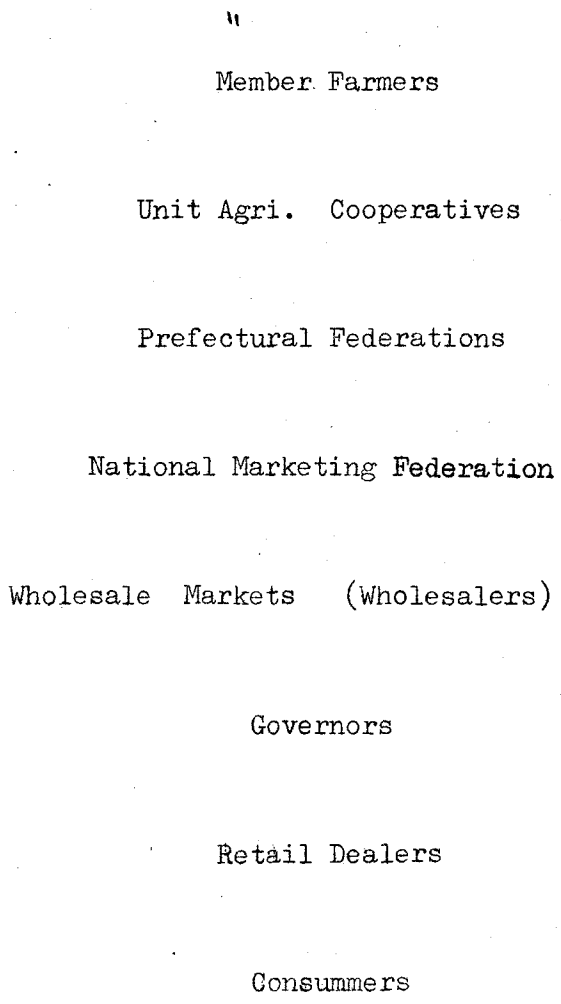 "
Member Farmers
Unit Agri. Cooperatives
Prefectural Federations
National Marketing Federation
Wholesale Markets (Wholesalers)
Governors
Retail Dealers
Consummers